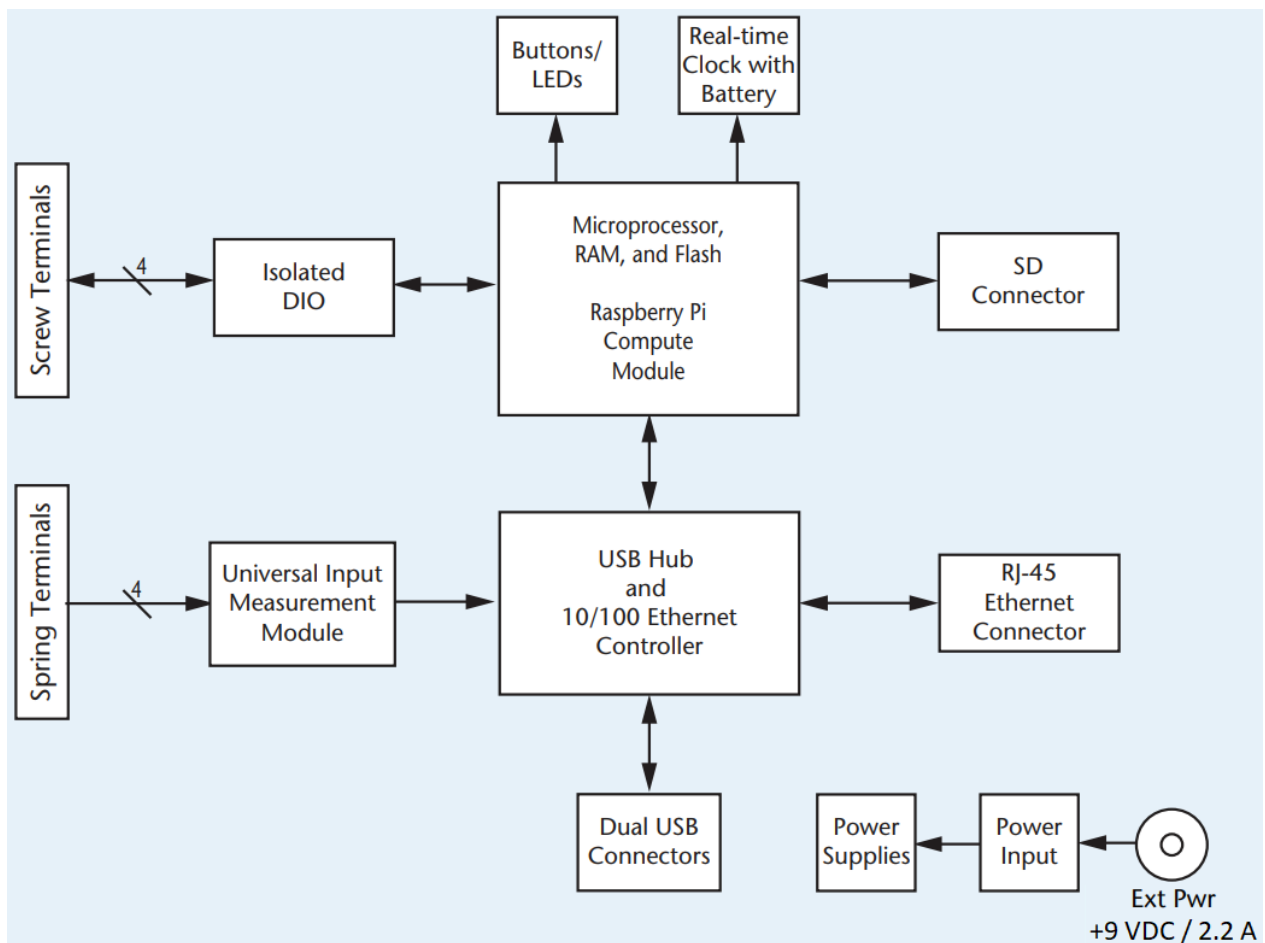 Buttons/
LEDs
Real-time
Clock with
Battery
Screw Terminals
4
Isolated
DIO
Microprocessor,
RAM, and Flash
Raspberry Pi
Compute
Module
SD
Connector
Spring Terminals
4
Universal Input
Measurement
Module
USB Hub
and
10/100 Ethernet
Controller
RJ-45
Ethernet
Connector
Dual USB
Connectors
Power
Supplies
Power
Input
Ext Pwr
+9 VDC / 2.2 A